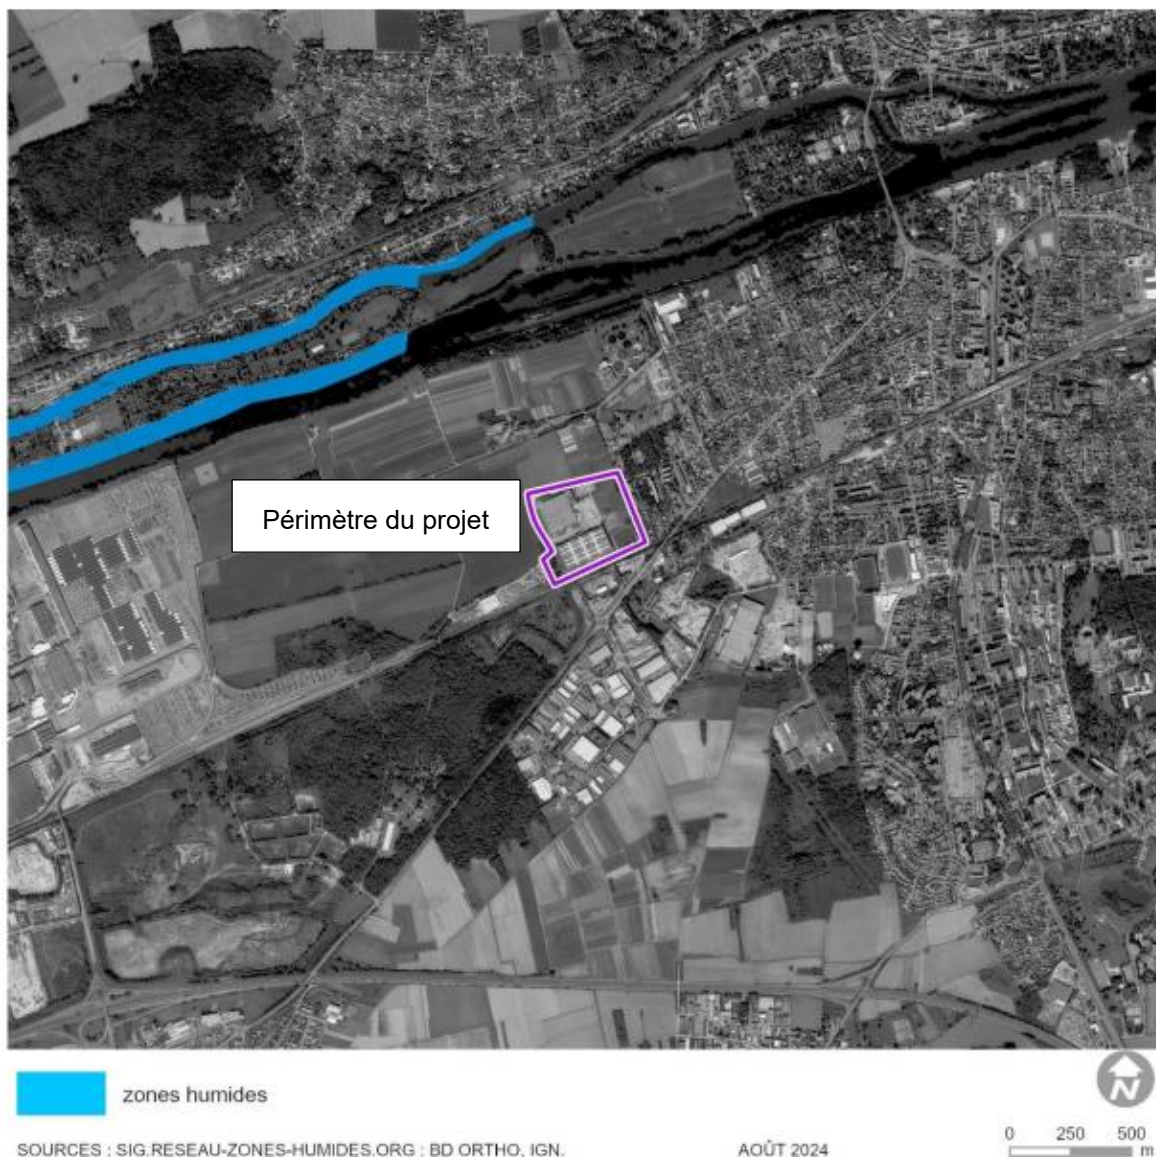 Périmètre du projet
zones humides
N
SOURCES : SIG.RESEAU-ZONES-HUMIDES.ORG ; BD ORTHO, IGN.
AOÛT 2024
0 250 500
m